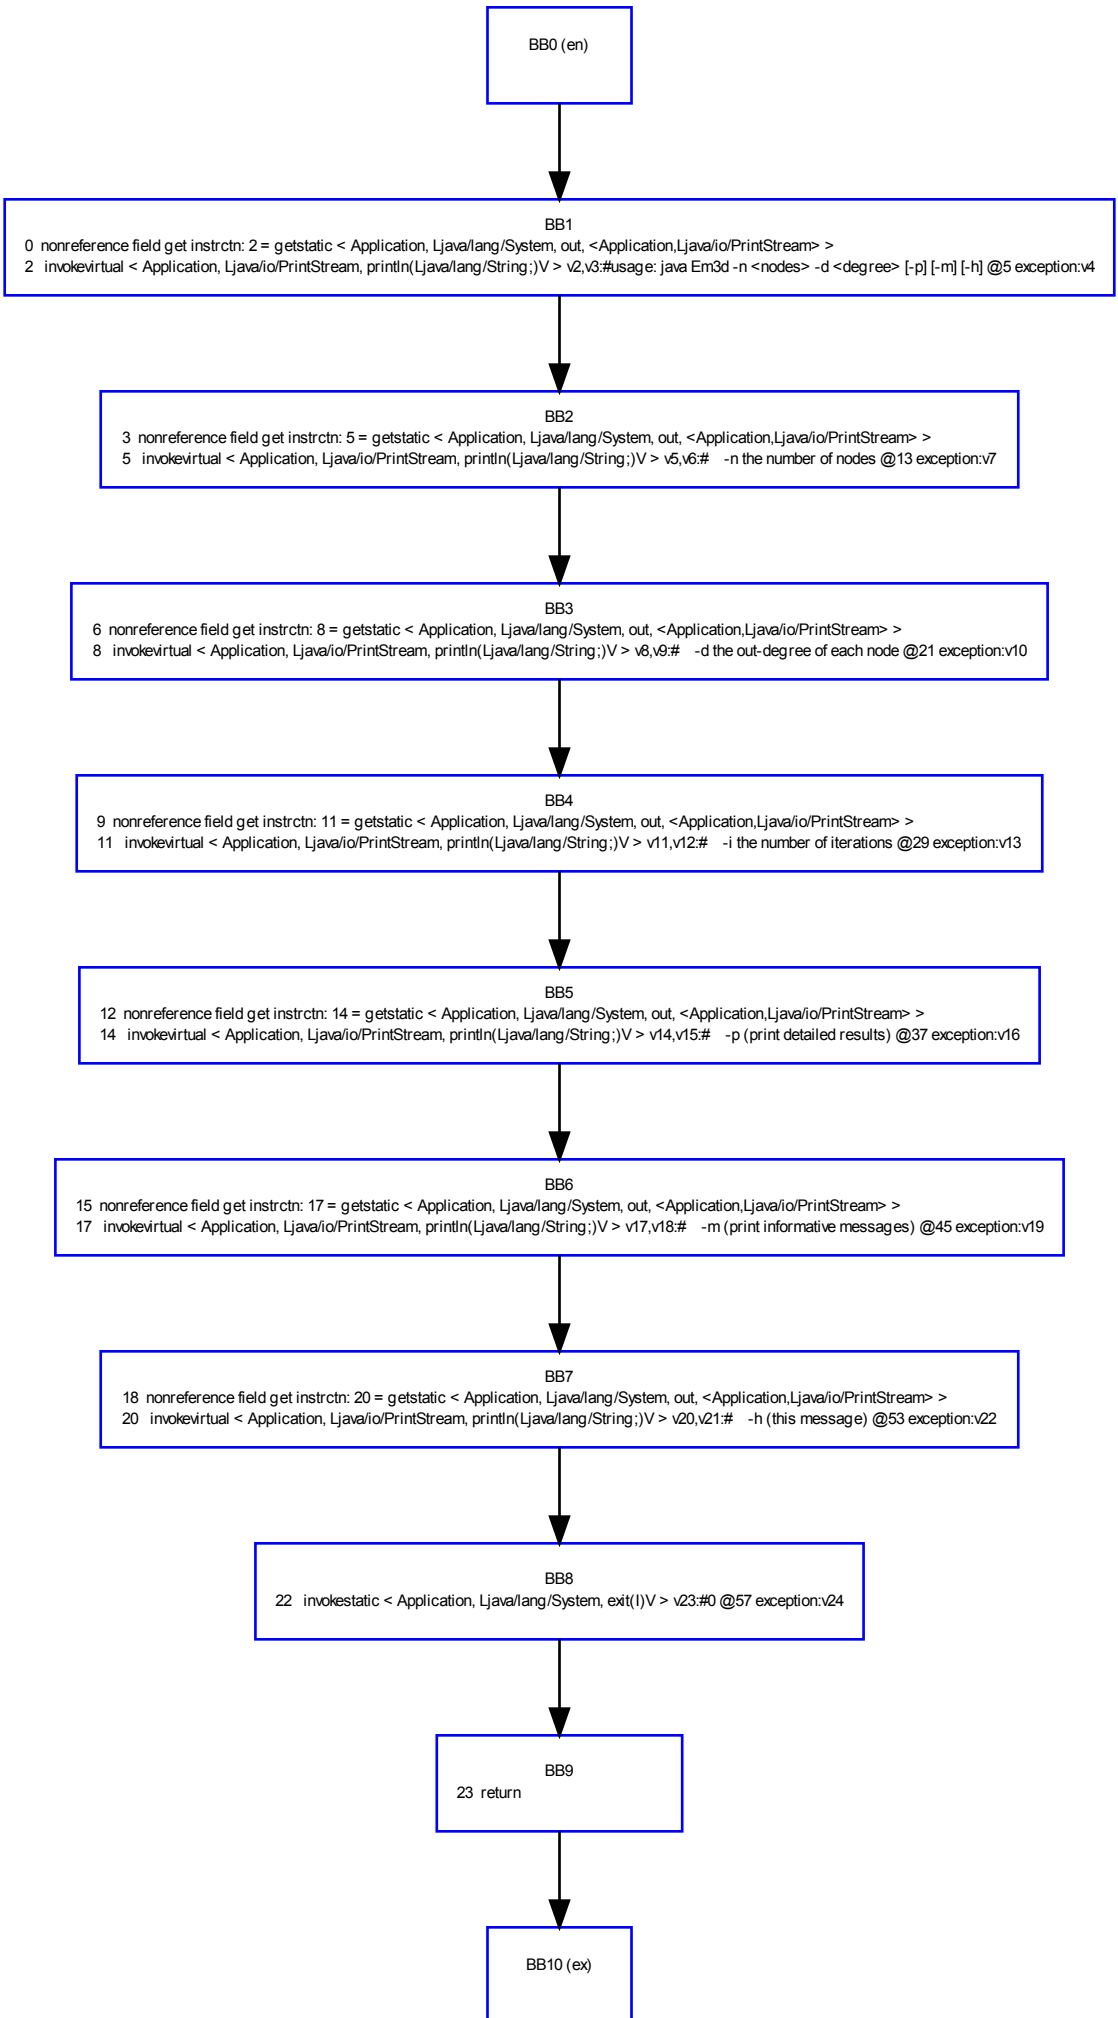 BB0 (en)
BB1
0 nonreference field get instrctn: 2 = getstatic < Application, Ljava/lang/System, out, <Application,Ljava/io/PrintStream> >
2 invokevirtual < Application, Ljava/io/PrintStream, println(Ljava/lang/String;)V > v2,v3:#usage: java Em3d -n <nodes> -d <degree> [-p] [-m] [-h] @5 exception:v4
BB2
3 nonreference field get instrctn: 5 = getstatic < Application, Ljava/lang/System, out, <Application,Ljava/io/PrintStream> >
5 invokevirtual < Application, Ljava/io/PrintStream, println(Ljava/lang/String;)V > v5,v6:# -n the number of nodes @13 exception:v7
BB3
6 nonreference field get instrctn: 8 = getstatic < Application, Ljava/lang/System, out, <Application,Ljava/io/PrintStream> >
8 invokevirtual < Application, Ljava/io/PrintStream, println(Ljava/lang/String;)V > v8,v9:# -d the out-degree of each node @21 exception:v10
BB4
9 nonreference field get instrctn: 11 = getstatic < Application, Ljava/lang/System, out, <Application,Ljava/io/PrintStream> >
11 invokevirtual < Application, Ljava/io/PrintStream, println(Ljava/lang/String;)V > v11,v12:# -i the number of iterations @29 exception:v13
BB5
12 nonreference field get instrctn: 14 = getstatic < Application, Ljava/lang/System, out, <Application,Ljava/io/PrintStream> >
14 invokevirtual < Application, Ljava/io/PrintStream, println(Ljava/lang/String;)V > v14,v15:# -p (print detailed results) @37 exception:v16
BB6
15 nonreference field get instrctn: 17 = getstatic < Application, Ljava/lang/System, out, <Application,Ljava/io/PrintStream> >
17 invokevirtual < Application, Ljava/io/PrintStream, println(Ljava/lang/String;)V > v17,v18:# -m (print informative messages) @45 exception:v19
BB7
18 nonreference field get instrctn: 20 = getstatic < Application, Ljava/lang/System, out, <Application,Ljava/io/PrintStream> >
20 invokevirtual < Application, Ljava/io/PrintStream, println(Ljava/lang/String;)V > v20,v21:# -h (this message) @53 exception:v22
BB8
22 invokestatic < Application, Ljava/lang/System, exit(I)V > v23:#0 @57 exception:v24
BB9
23 return
BB10 (ex)